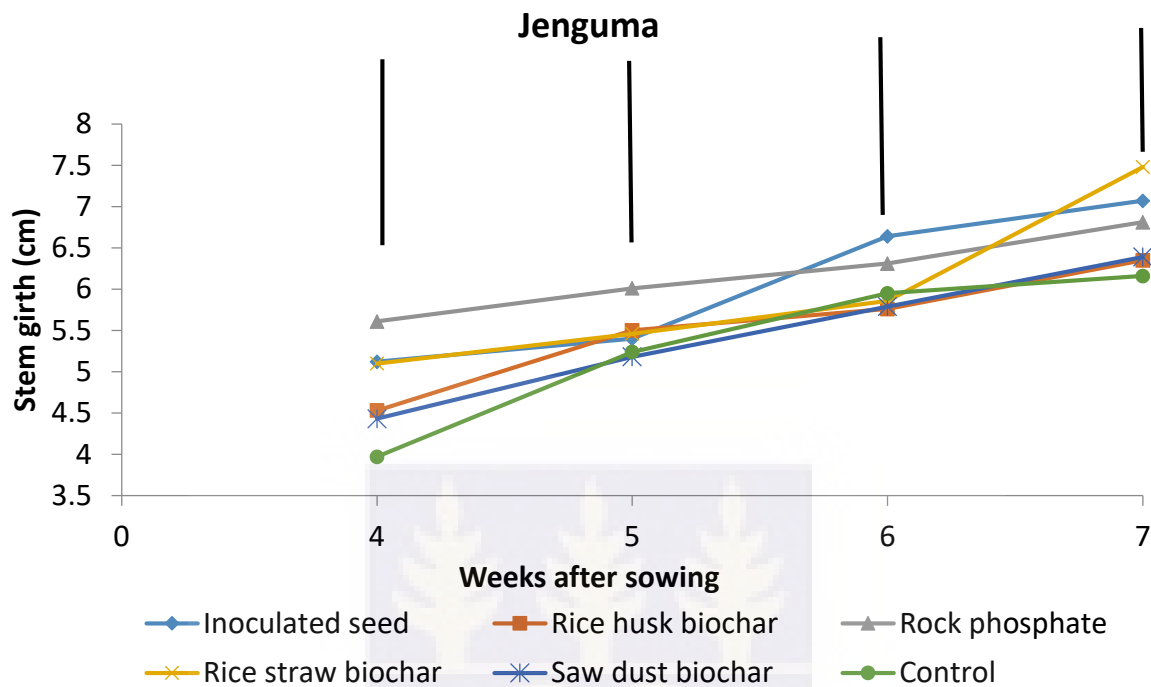 Jenguma
Stem girth (cm)
8
7.5
7
6.5
6
5.5
5
4.5
4
3.5
0 4 5 6 7
Weeks after sowing
Inoculated seed Rice husk biochar Rock phosphate
Rice straw biochar Saw dust biochar Control